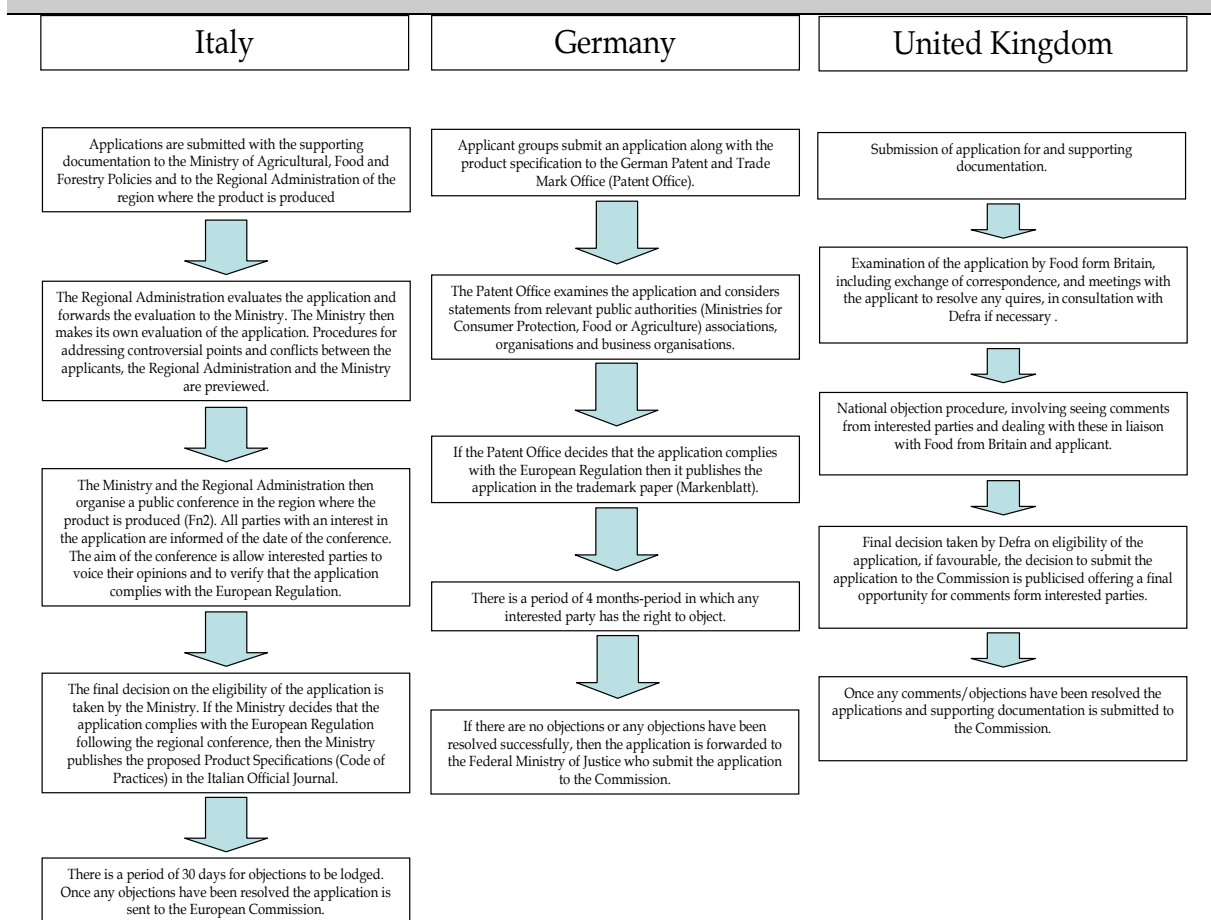 Italy
Applications are submitted with the supporting
documentation to the Ministry of Agricultural, Food and
Forestry Policies and to the Regional Administration of the
region where the product is produced
The Regional Administration evaluates the application and
forwards the evaluation to the Ministry. The Ministry then
makes its own evaluation of the application. Procedures for
addressing controversial points and conflicts between the
applicants, the Regional Administration and the Ministry
are previewed.
The Ministry and the Regional Administration then
organise a public conference in the region where the
product is produced (Fn2). All parties with an interest in
the application are informed of the date of the conference.
The aim of the conference is allow interested parties to
voice their opinions and to verify that the application
complies with the European Regulation.
The final decision on the eligibility of the application is
taken by the Ministry. If the Ministry decides that the
application complies with the European Regulation
following the regional conference, then the Ministry
publishes the proposed Product Specifications (Code of
Practices) in the Italian Official Journal.
There is a period of 30 days for objections to be lodged.
Once any objections have been resolved the application is
sent to the European Commission.
Germany
Applicant groups submit an application along with the
product specification to the German Patent and Trade
Mark Office (Patent Office).
The Patent Office examines the application and considers
statements from relevant public authorities (Ministries for
Consumer Protection, Food or Agriculture) associations,
organisations and business organisations.
If the Patent Office decides that the application complies
with the European Regulation then it publishes the
application in the trademark paper (Markenblatt).
There is a period of 4 months-period in which any
interested party has the right to object.
If there are no objections or any objections have been
resolved successfully, then the application is forwarded to
the Federal Ministry of Justice who submit the application
to the Commission.
United Kingdom
Submission of application for and supporting
documentation.
Examination of the application by Food form Britain,
including exchange of correspondence, and meetings with
the applicant to resolve any quires, in consultation with
Defra if necessary .
National objection procedure, involving seeing comments
from interested parties and dealing with these in liaison
with Food from Britain and applicant.
Final decision taken by Defra on eligibility of the
application, if favourable, the decision to submit the
application to the Commission is publicised offering a final
opportunity for comments form interested parties.
Once any comments/objections have been resolved the
applications and supporting documentation is submitted to
the Commission.